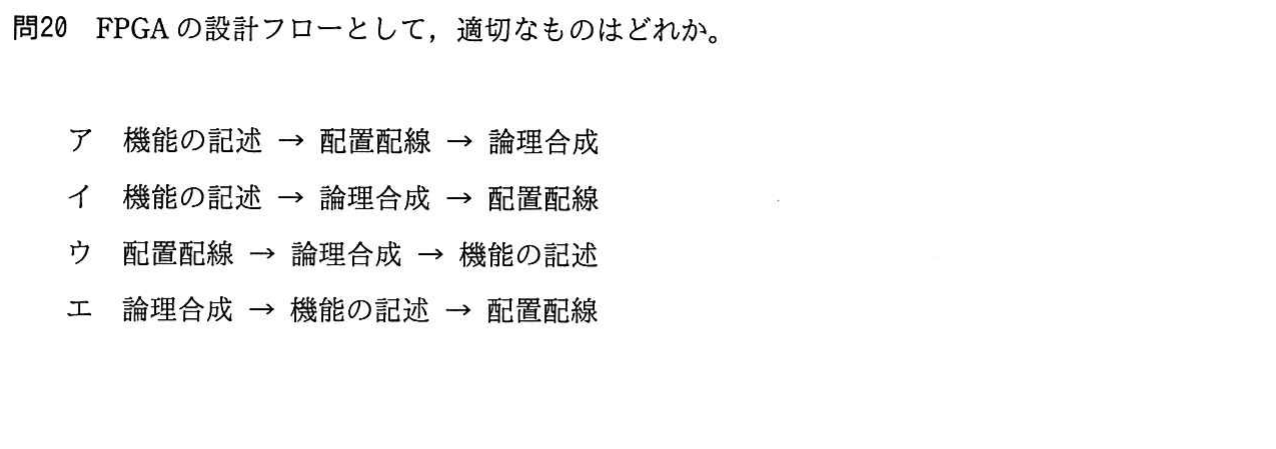 問20 FPGAの設計フローとして，適切なものはどれか。
ア 機能の記述 → 配置配線 → 論理合成
イ 機能の記述 → 論理合成 → 配置配線
ウ 配置配線 → 論理合成 → 機能の記述
エ 論理合成 → 機能の記述 → 配置配線